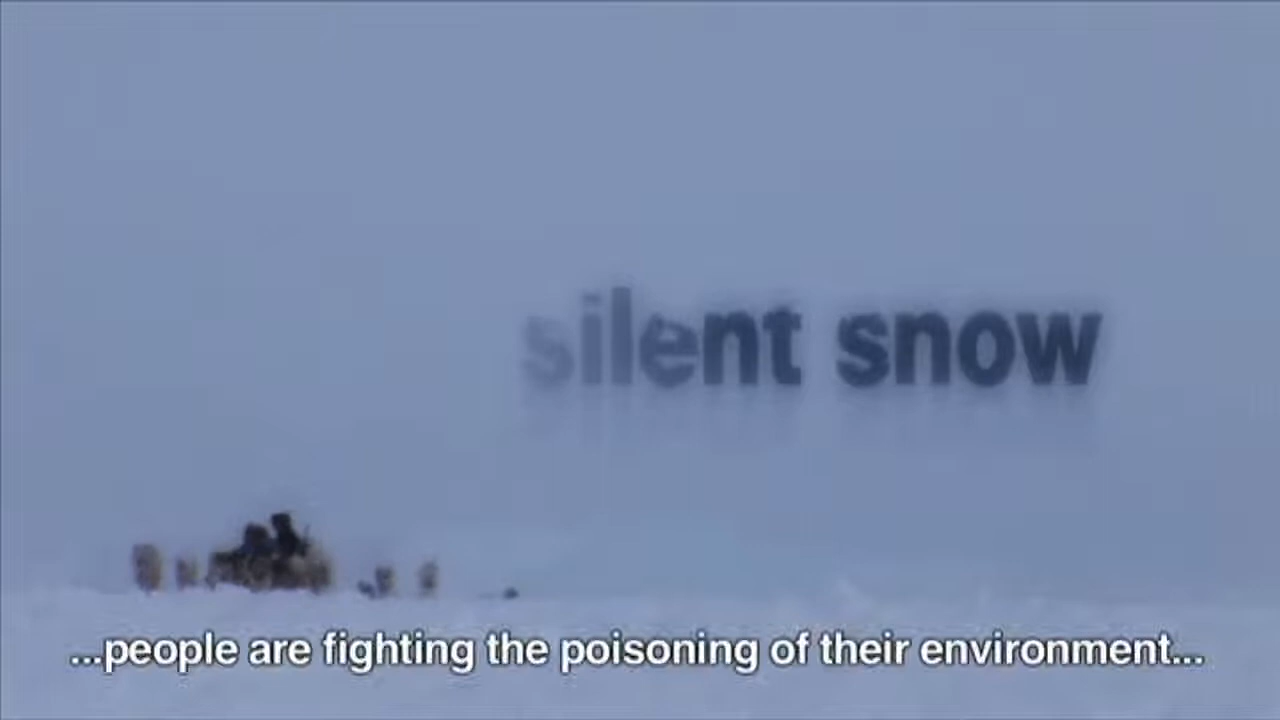 silent snow
...people are fighting the poisoning of their environment...